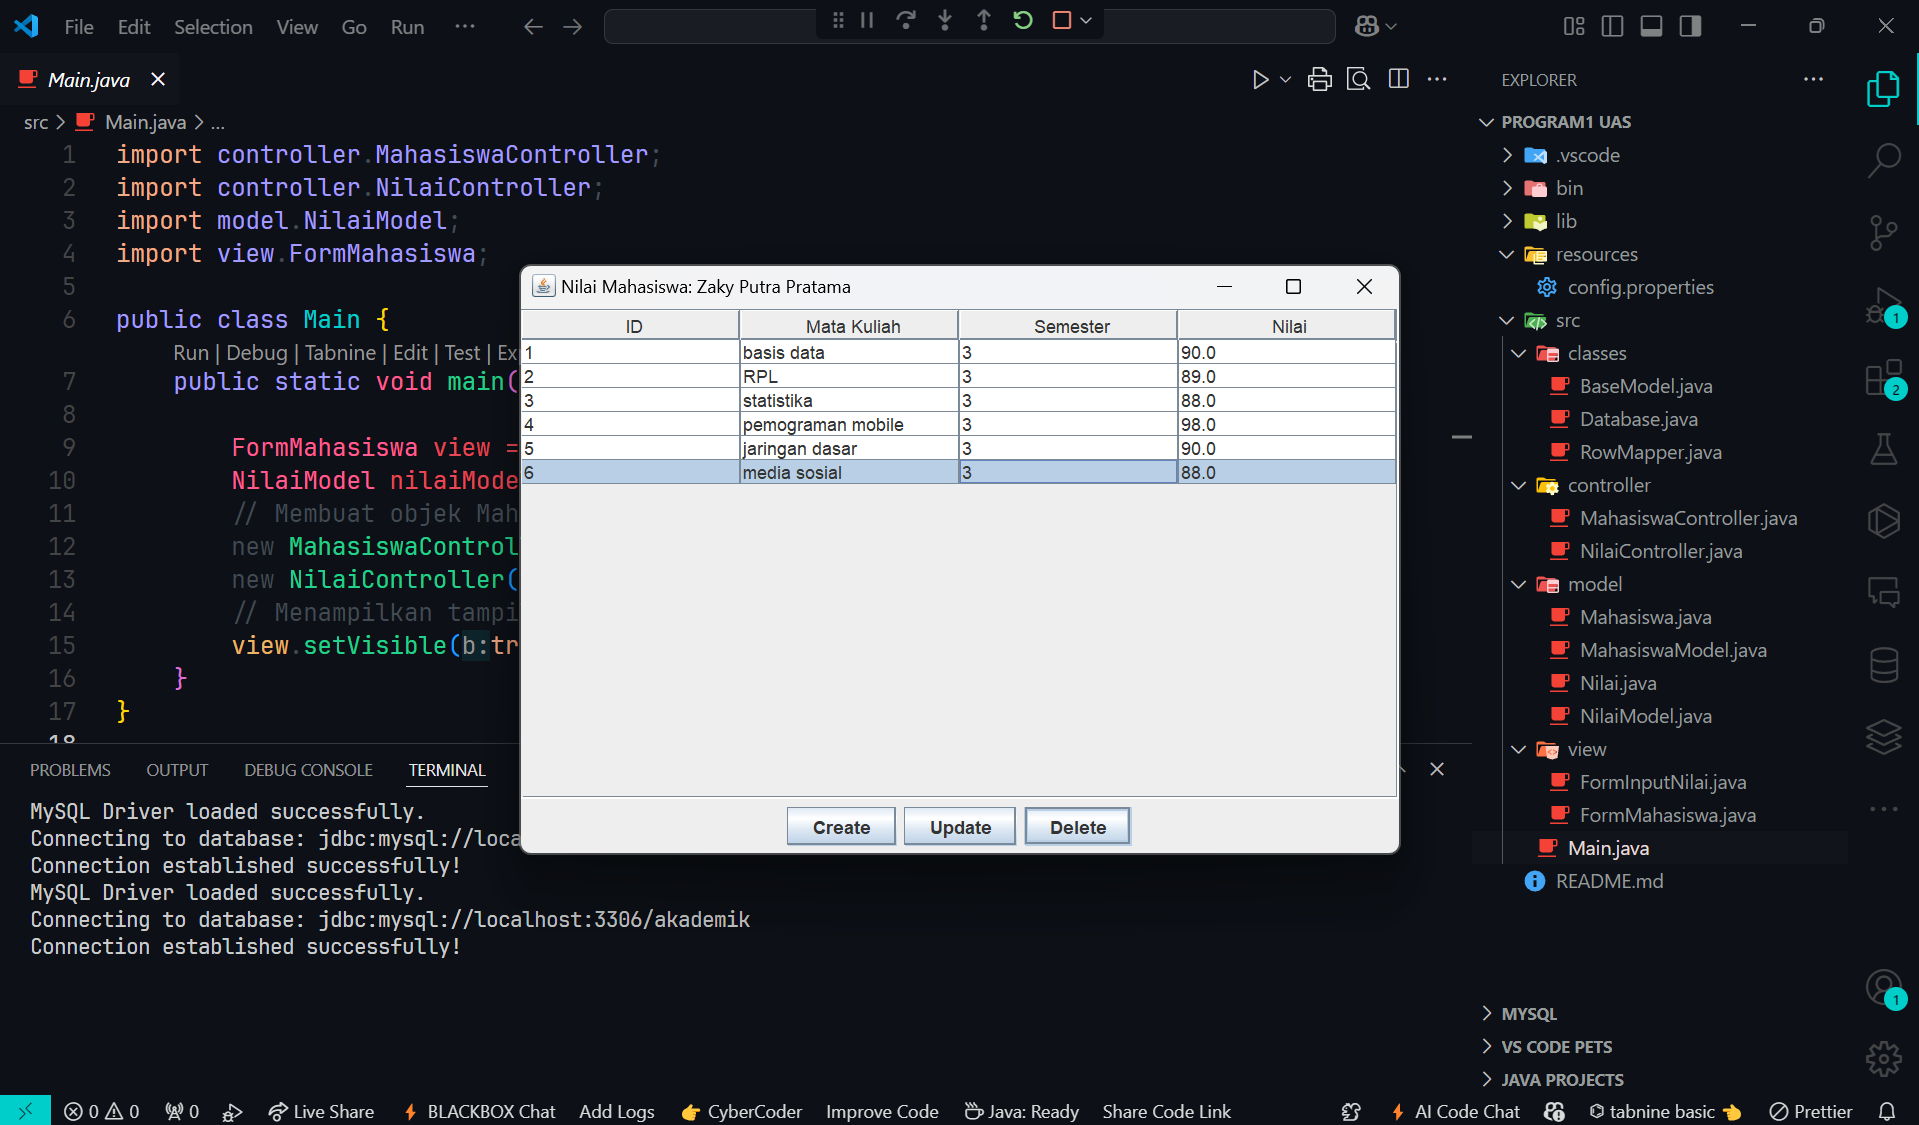 File Edit Selection View Go Run ···
Main.java
src > Main.java > ...
1 import controller.MahasiswaController;
2 import controller.NilaiController;
3 import model.NilaiModel;
4 import view.FormMahasiswa;
5
6 public class Main {
Run | Debug | Tabnine | Edit | Test | Ex
7 public static void main(
8
9 FormMahasiswa view =
10 NilaiModel nilaiMode
11 // Membuat objek Mah
12 new MahasiswaControl
13 new NilaiController(
14 // Menampilkan tampi
15 view.setVisible(b:tr
16 }
17 }
18
Nilai Mahasiswa: Zaky Putra Pratama
ID Mata Kuliah Semester Nilai
1 basis data 3 90.0
2 RPL 3 89.0
3 statistika 3 88.0
4 pemograman mobile 3 98.0
5 jaringan dasar 3 90.0
6 media sosial 3 88.0
Create Update Delete
PROBLEMS OUTPUT DEBUG CONSOLE TERMINAL
MySQL Driver loaded successfully.
Connecting to database: jdbc:mysql://loca
Connection established successfully!
MySQL Driver loaded successfully.
Connecting to database: jdbc:mysql://localhost:3306/akademik
Connection established successfully!
EXPLORER
PROGRAM1 UAS
.vscode
bin
lib
resources
config.properties
src
classes
BaseModel.java
Database.java
RowMapper.java
controller
MahasiswaController.java
NilaiController.java
model
Mahasiswa.java
MahasiswaModel.java
Nilai.java
NilaiModel.java
view
FormInputNilai.java
FormMahasiswa.java
Main.java
README.md
MYSQL
VS CODE PETS
JAVA PROJECTS
1
2
1
0 0 0 Live Share BLACKBOX Chat Add Logs CyberCoder Improve Code Java: Ready Share Code Link AI Code Chat tabnine basic Prettier